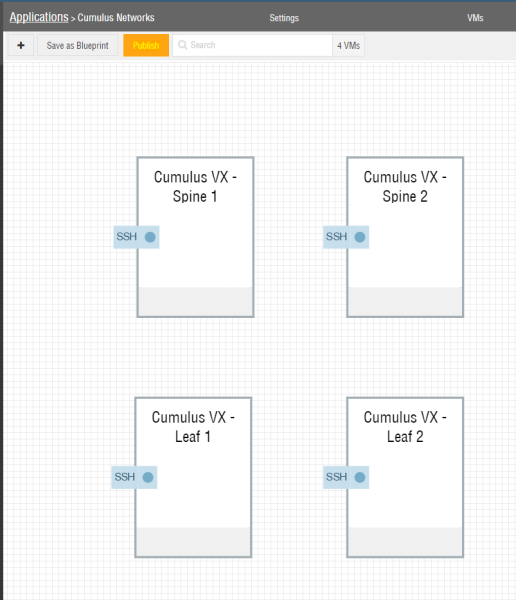 Applications > Cumulus Networks Settings VMs
+ Save as Blueprint Publish Search 4 VMs
Cumulus VX -
Spine 1
SSH
Cumulus VX -
Spine 2
SSH
Cumulus VX -
Leaf 1
SSH
Cumulus VX -
Leaf 2
SSH